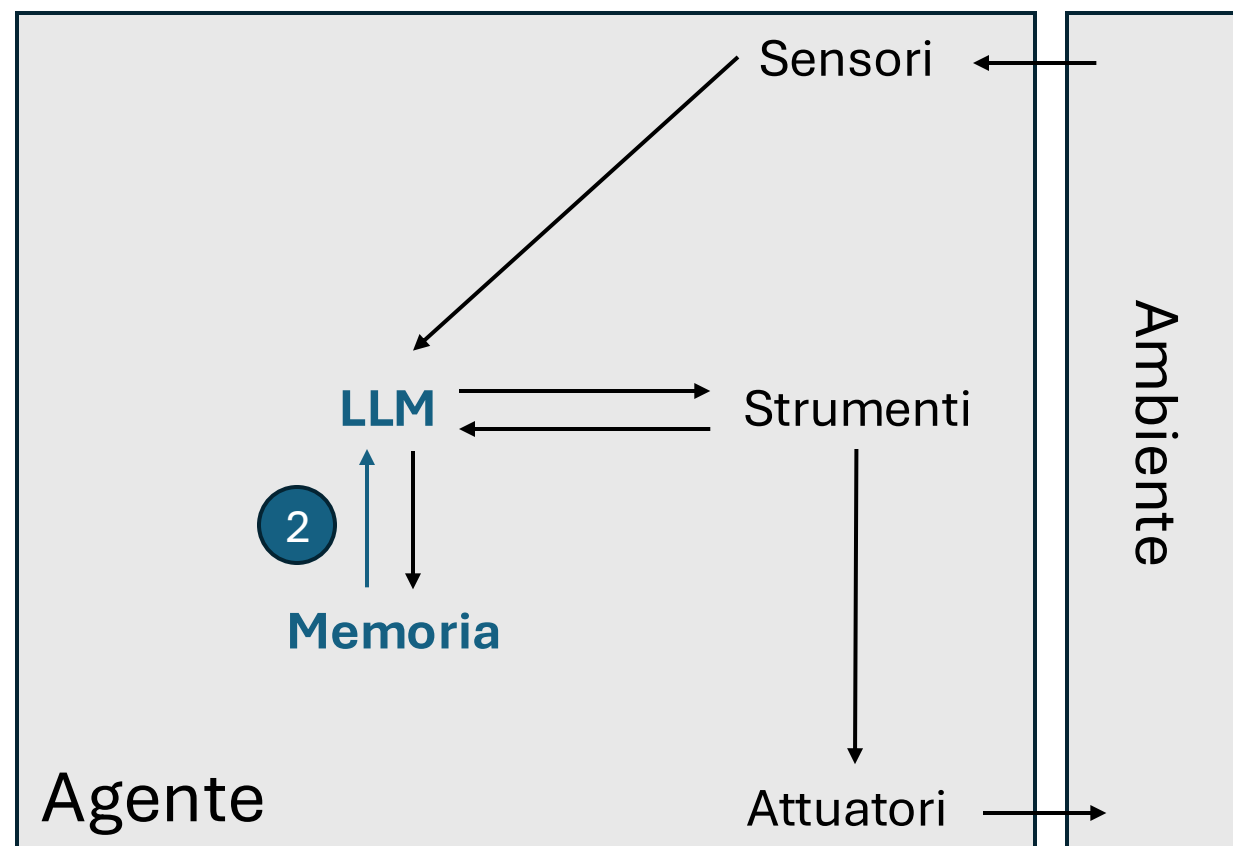 Sensori
LLM
Strumenti
2
Memoria
Attuatori
Agente
Ambiente